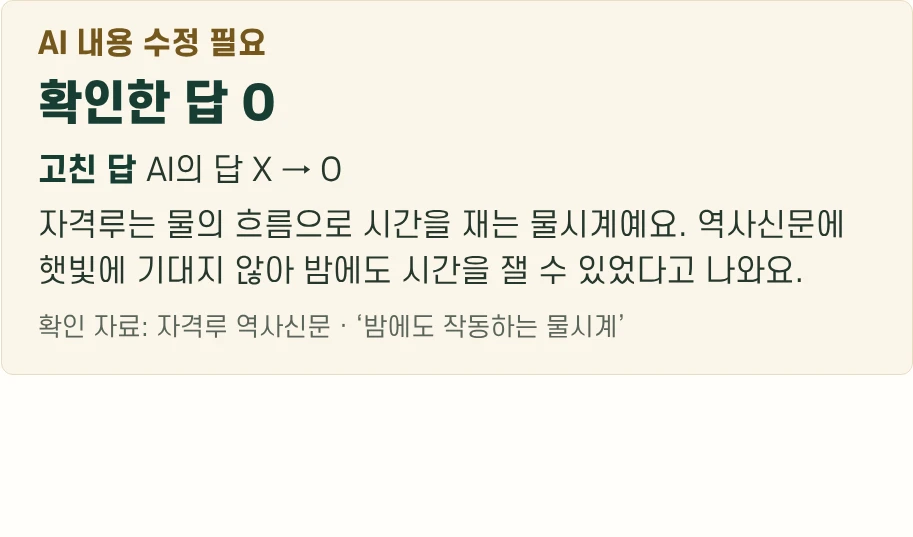 AI 내용 수정 필요
확인한 답 O
고친 답 AI의 답 X → O
자격루는 물의 흐름으로 시간을 재는 물시계예요. 역사신문에
햇빛에 기대지 않아 밤에도 시간을 잴 수 있었다고 나와요.
확인 자료: 자격루 역사신문 · ‘밤에도 작동하는 물시계’